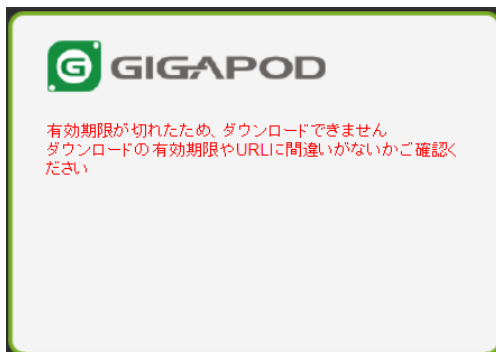 GIGAPOD
有効期限が切れたため、ダウンロードできません
ダウンロードの有効期限やURLに間違いがないかご確認く
ださい